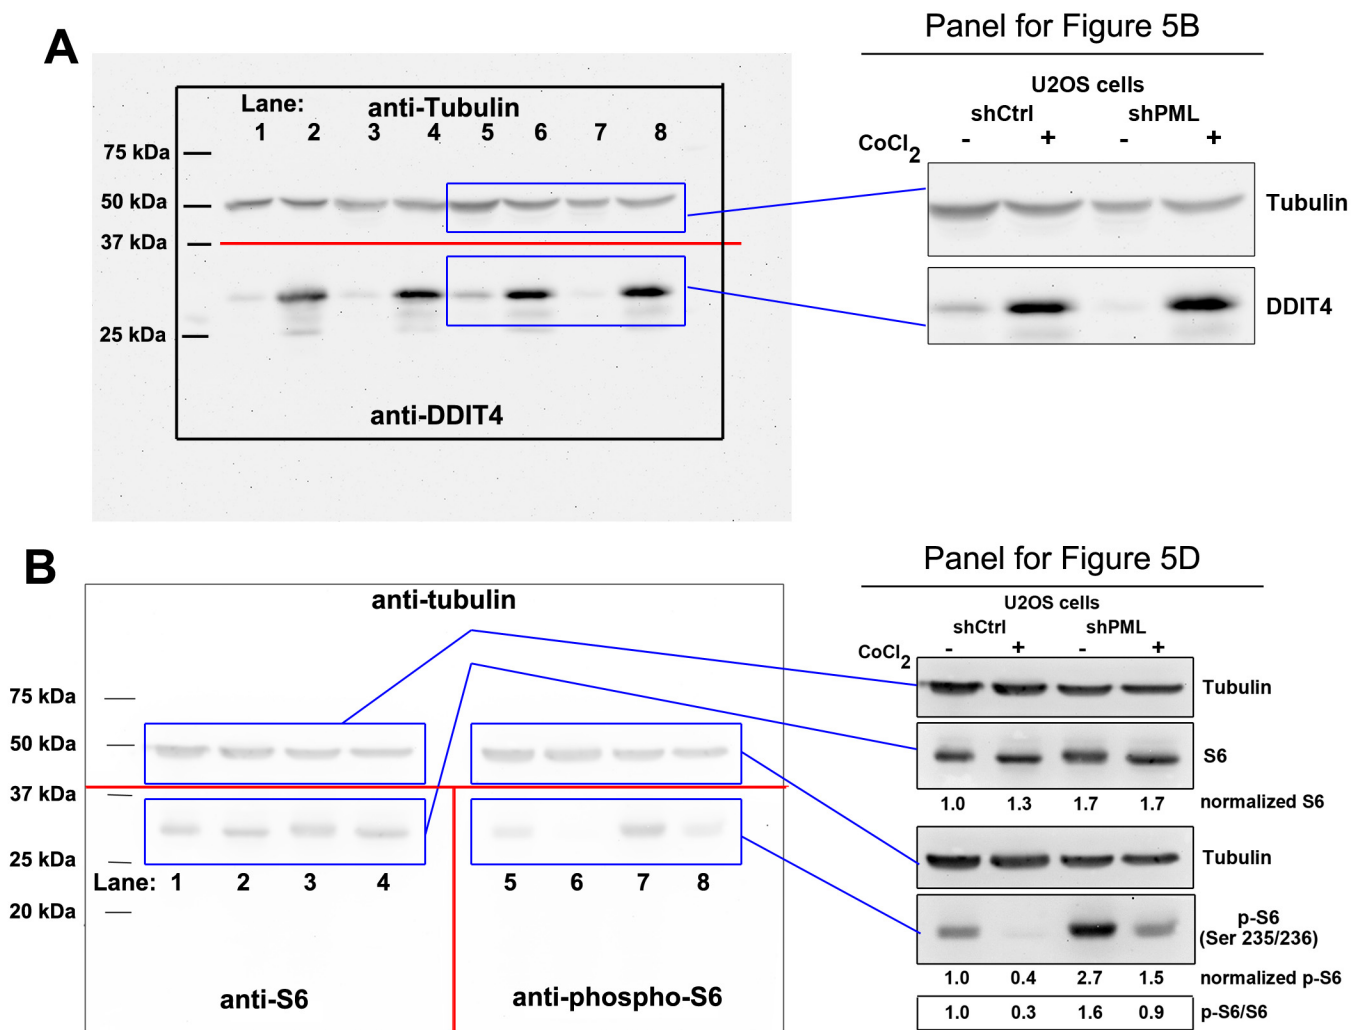 A
Panel for Figure 5B
Lane: anti-Tubulin
1 2 3 4 5 6 7 8
75 kDa
50 kDa
37 kDa
25 kDa
anti-DDIT4
U2OS cells
shCtrl shPML
CoCl2 - + - +
Tubulin
DDIT4
B
Panel for Figure 5D
anti-tubulin
75 kDa
50 kDa
37 kDa
25 kDa
Lane: 1 2 3 4 5 6 7 8
20 kDa
anti-S6 anti-phospho-S6
U2OS cells
shCtrl shPML
CoCl2 - + - +
Tubulin
S6
1.0 1.3 1.7 1.7 normalized S6
Tubulin
p-S6
(Ser 235/236)
1.0 0.4 2.7 1.5 normalized p-S6
1.0 0.3 1.6 0.9 p-S6/S6